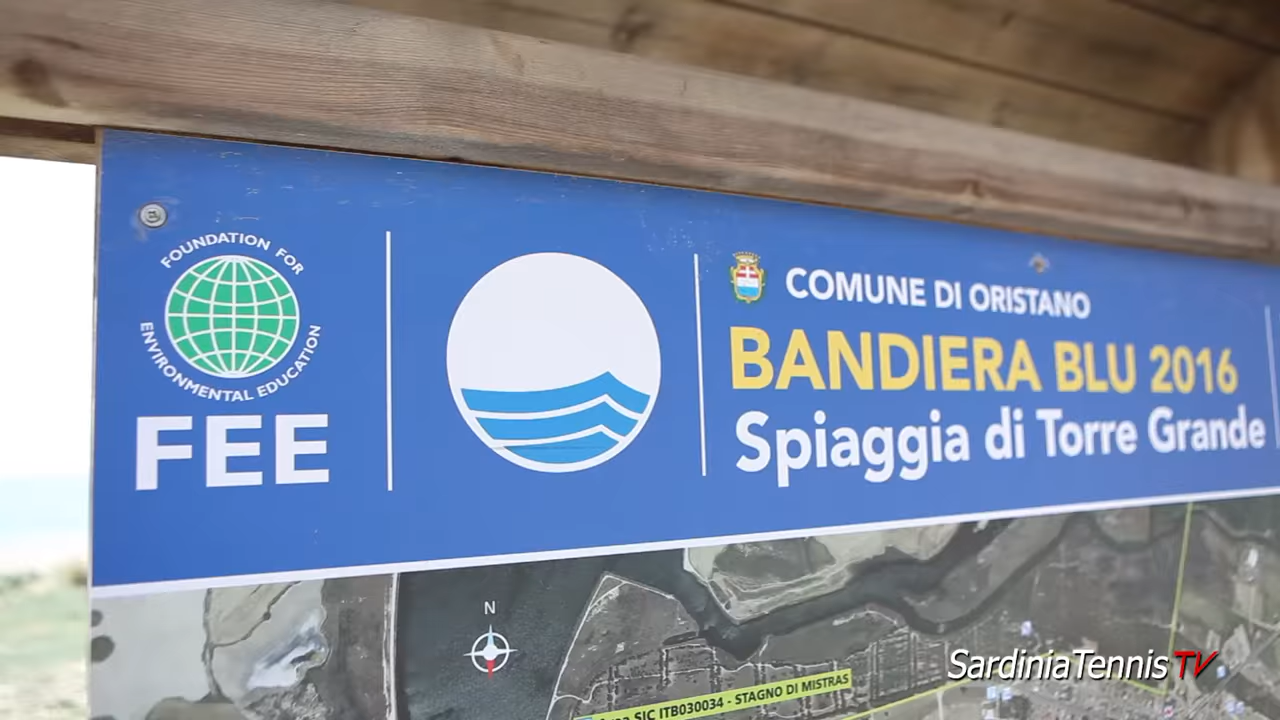 FOUNDATION FOR
ENVIRONMENTAL EDUCATION
FEE
COMUNE DI ORISTANO
BANDIERA BLU 2016
Spiaggia di Torre Grande
N
SIC ITB030034 - STAGNO DI MISTRAS
SardiniaTennisTV